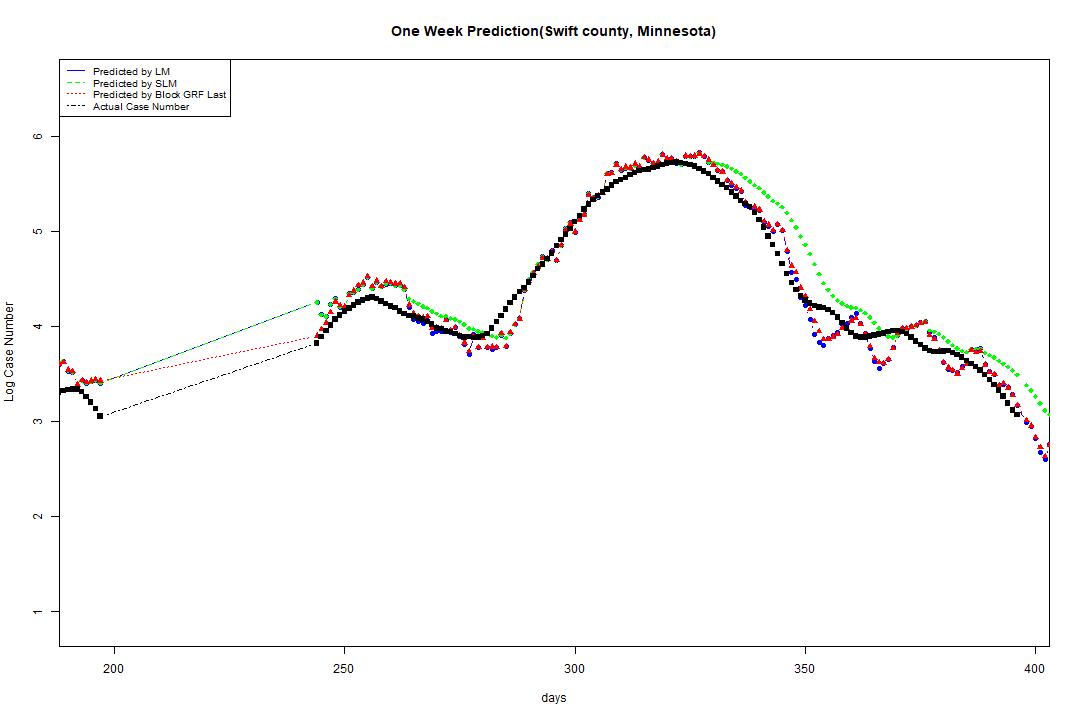 One Week Prediction(Swift county, Minnesota)
Predicted by LM
Predicted by SLM
Predicted by Block GRF Last
Actual Case Number
Log Case Number
6
5
4
3
2
1
200
250
300
350
400
days